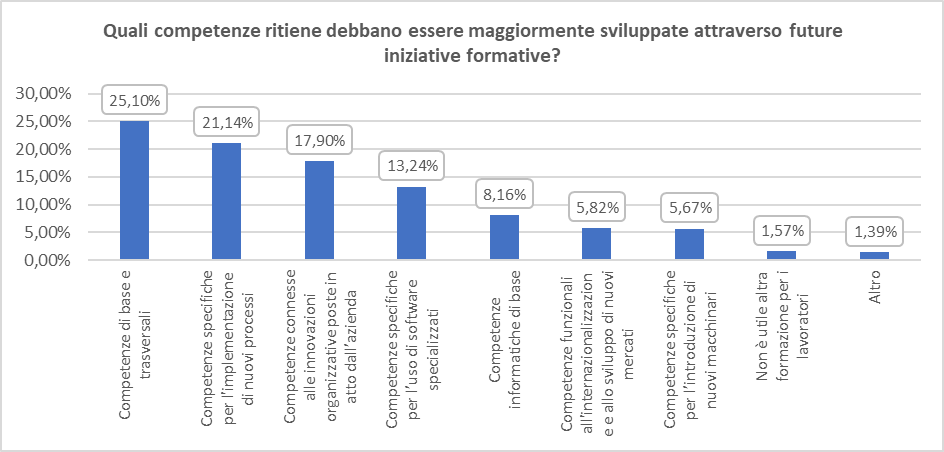 Quali competenze ritiene debbano essere maggiormente sviluppate attraverso future
iniziative formative?
30,00%
25,00%
20,00%
15,00%
10,00%
5,00%
0,00%
25,10%
21,14%
17,90%
13,24%
8,16%
5,82%
5,67%
1,57%
1,39%
Competenze di base e
trasversali
Competenze specifiche
per l'implementazione
di nuovi processi
Competenze connesse
alle innovazioni
organizzative poste in
atto dall'azienda
Competenze specifiche
per l'uso di software
specializzati
Competenze
informatiche di base
Competenze funzionali
all'internazionalizzazion
e e allo sviluppo di nuovi
mercati
Competenze specifiche
per l'introduzione di
nuovi macchinari
Non è utile altra
formazione per i
lavoratori
Altro